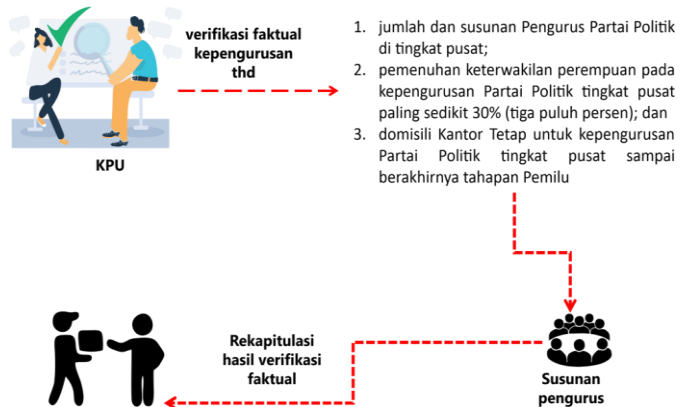 verifikasi faktual
kepengurusan
thd
KPU
1. jumlah dan susunan Pengurus Partai Politik
di tingkat pusat;
2. pemenuhan keterwakilan perempuan pada
kepengurusan Partai Politik tingkat pusat
paling sedikit 30% (tiga puluh persen); dan
3. domisili Kantor Tetap untuk kepengurusan
Partai Politik tingkat pusat sampai
berakhirnya tahapan Pemilu
Rekapitulasi
hasil verifikasi
faktual
Susunan
pengurus